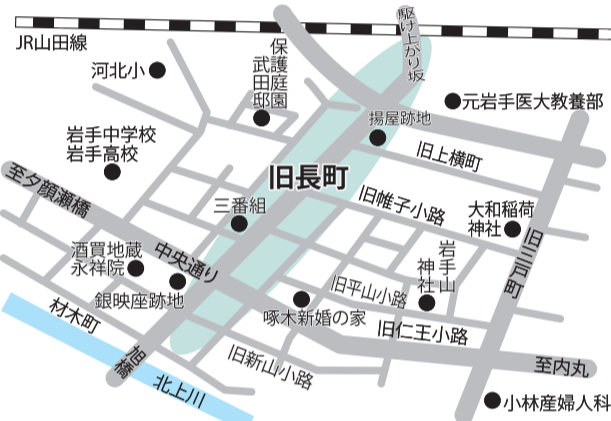 JR山田線
駆け上がり坂
河北小
保護庭園
武田邸
元岩手医大教養部
揚屋跡地
岩手中学校
岩手高校
旧上横町
旧長町
至夕顔瀬橋
三番組
旧帷子小路
大和稲荷
神社
旧三戸町
酒買地蔵
永祥院
中央通り
岩手山
神社
銀映座跡地
旧平山小路
啄木新婚の家
旧仁王小路
材木町
旭橋
旧新山小路
至内丸
北上川
小林産婦人科